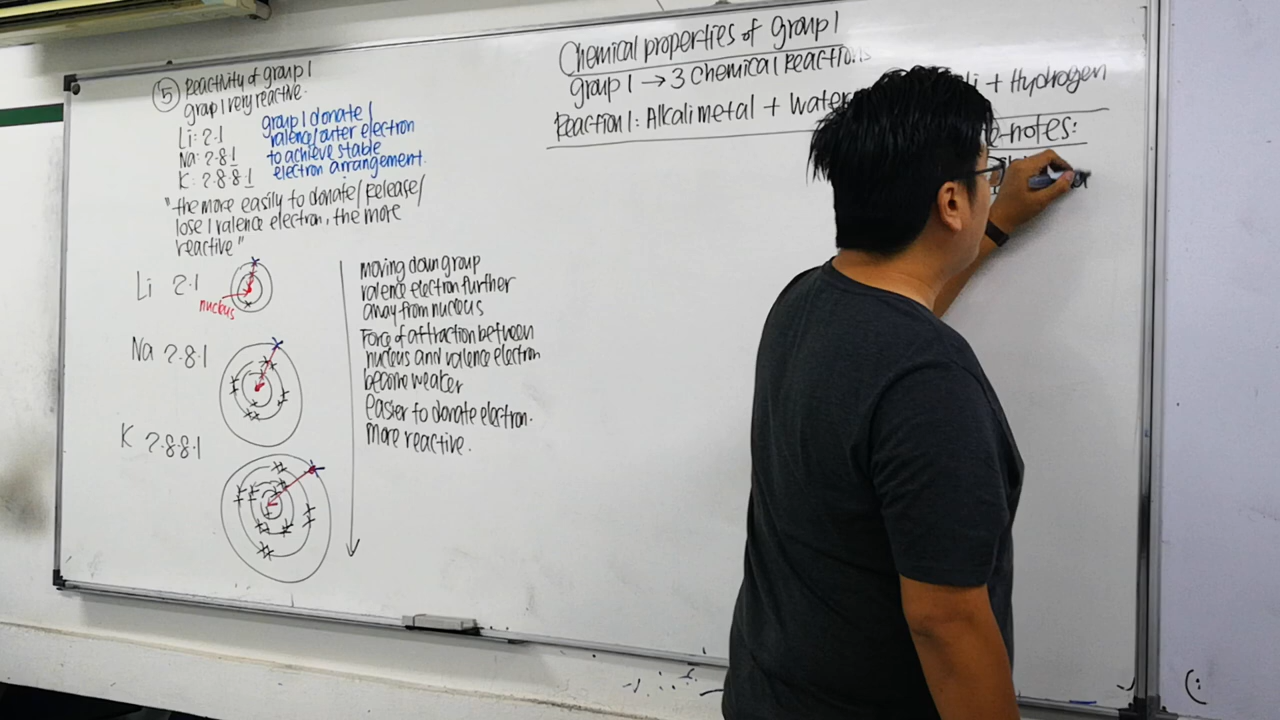 5 Reactivity of group 1
group 1 very reactive.
Li: 2.1
Na: 2.8.1
K: 2.8.8.1
group 1 donate 1
valence/outer electron
to achieve stable
electron arrangement.
"the more easily to donate/release/
lose 1 valence electron, the more
reactive"
Li 2.1
nucleus
Na 2.8.1
K 2.8.8.1
moving down group
valence electron further
away from nucleus
Force of attraction between
nucleus and valence electron
become weaker
easier to donate electron.
more reactive.
Chemical properties of Group 1
group 1 → 3 Chemical Reactions
Reaction 1: Alkali metal + Water + Hydrogen
notes: